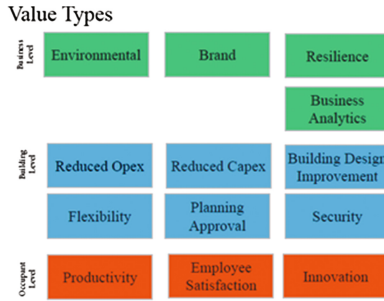 Value Types
Business
Level
Environmental
Brand
Resilience
Business
Analytics
Building
Level
Reduced Opex
Reduced Capex
Building Design
Improvement
Flexibility
Planning
Approval
Security
Occupant
Level
Productivity
Employee
Satisfaction
Innovation